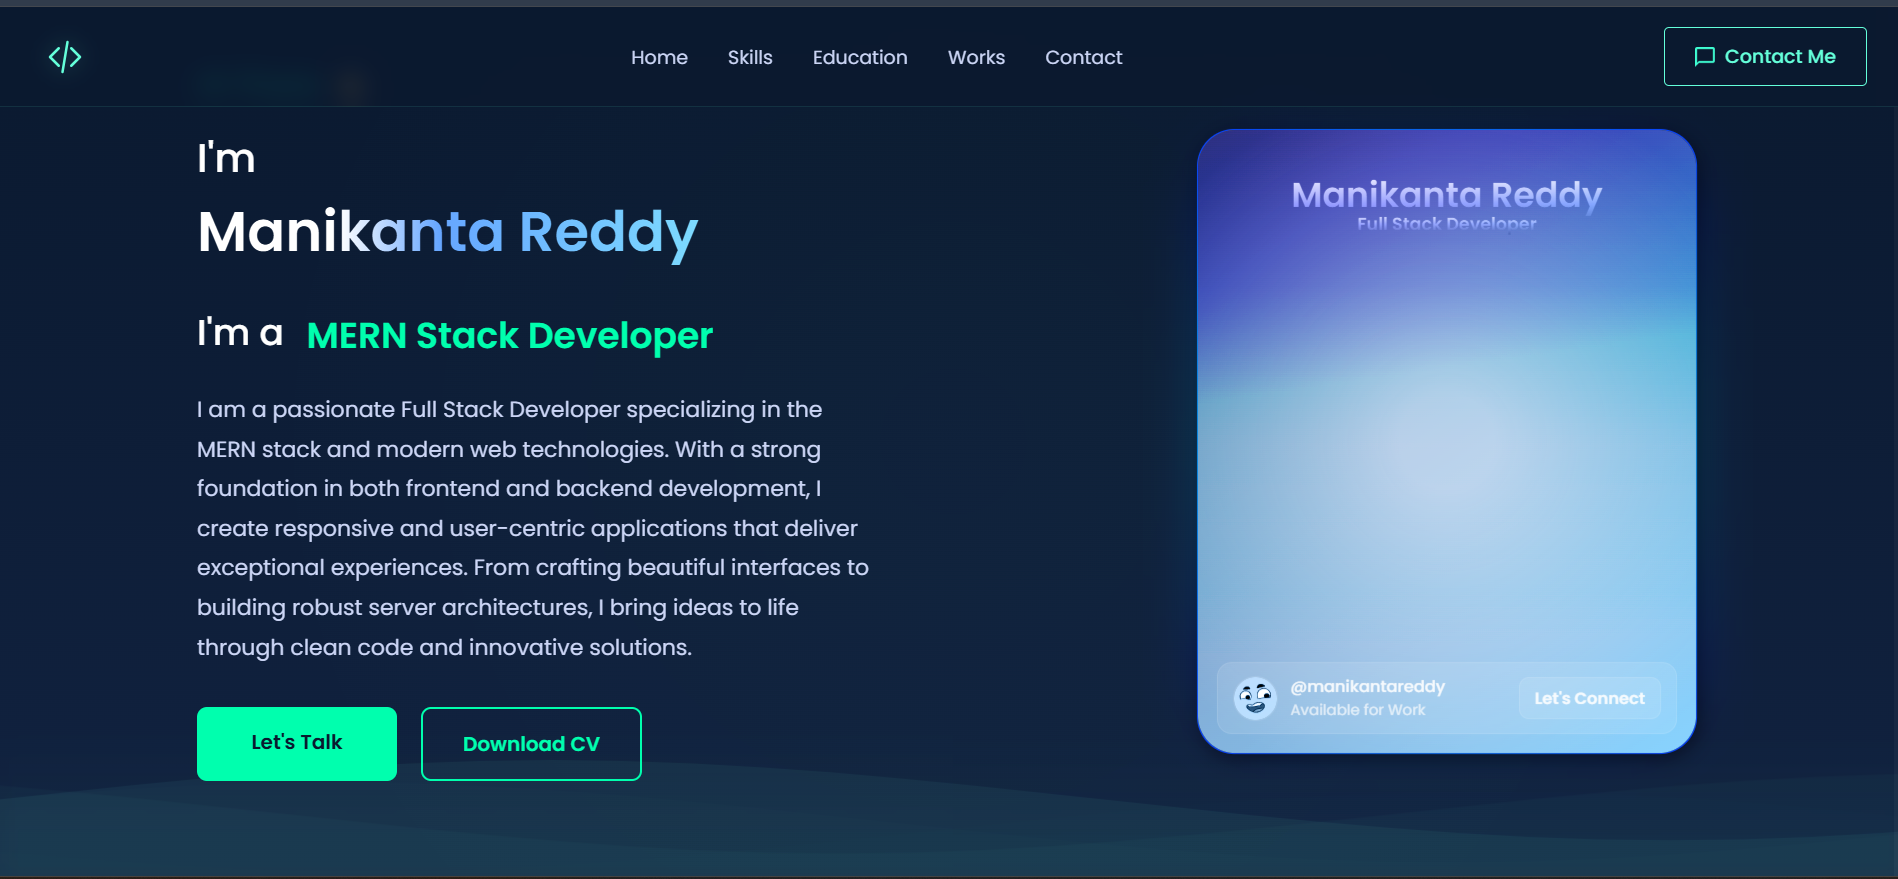 Home
Skills
Education
Works
Contact
Contact Me
I'm
Manikanta Reddy
I'm a MERN Stack Developer
I am a passionate Full Stack Developer specializing in the
MERN stack and modern web technologies. With a strong
foundation in both frontend and backend development, I
create responsive and user-centric applications that deliver
exceptional experiences. From crafting beautiful interfaces to
building robust server architectures, I bring ideas to life
through clean code and innovative solutions.
Let's Talk
Download CV
Manikanta Reddy
Full Stack Developer
@manikantareddy
Available for Work
Let's Connect